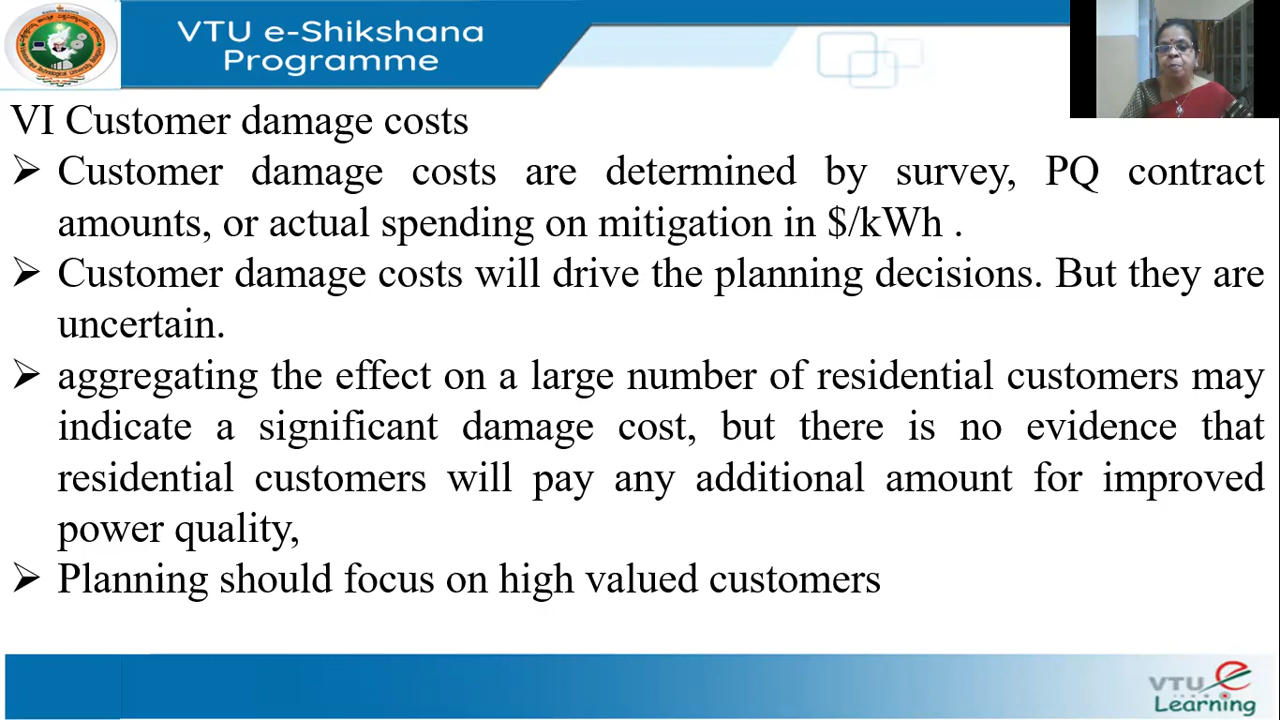 VTU e-Shikshana
Programme
VI Customer damage costs
➢ Customer damage costs are determined by survey, PQ contract
amounts, or actual spending on mitigation in $/kWh .
➢ Customer damage costs will drive the planning decisions. But they are
uncertain.
➢ aggregating the effect on a large number of residential customers may
indicate a significant damage cost, but there is no evidence that
residential customers will pay any additional amount for improved
power quality,
➢ Planning should focus on high valued customers
VTU e
Learning